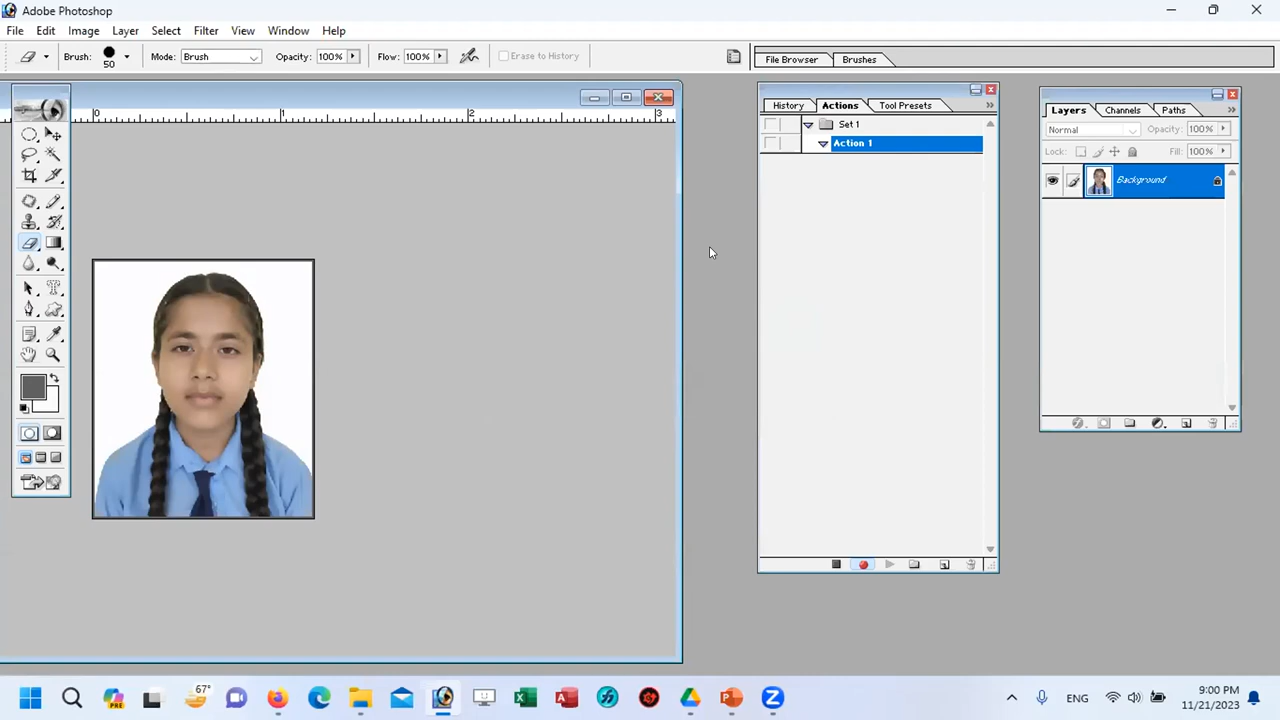 Adobe Photoshop
File Edit Image Layer Select Filter View Window Help
Brush: 50 Mode: Brush Opacity: 100% Flow: 100% Erase to History File Browser Brushes
0 1 2 3
History Actions Tool Presets
Set 1
Action 1
Layers Channels Paths
Normal Opacity: 100%
Lock: Fill: 100%
Background
67°
PRE
ENG
9:00 PM
11/21/2023